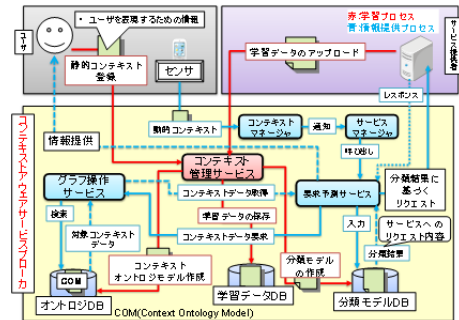 ユーザ
・ ユーザを表現するための情報
静的コンテキスト
登録
センサ
学習データのアップロード
赤:学習プロセス
青:情報提供プロセス
サービス提供者
レスポンス
コンテキストアウェアサービスブローカ
動的コンテキスト
コンテキスト
マネージャ
通知
サービス
マネージャ
情報提供
呼び出し
コンテキスト
管理サービス
グラフ操作
サービス
コンテキストデータ取得
要求予測サービス
分類結果に
基づく
リクエスト
学習データの保存
検索
対象コンテキスト
データ
コンテキストデータ要求
入力
サービスへの
リクエスト内容
分類結果
コンテキスト
オントロジモデル作成
分類モデル
の作成
COM
オントロジDB
学習データDB
分類モデルDB
COM(Context Ontology Model)